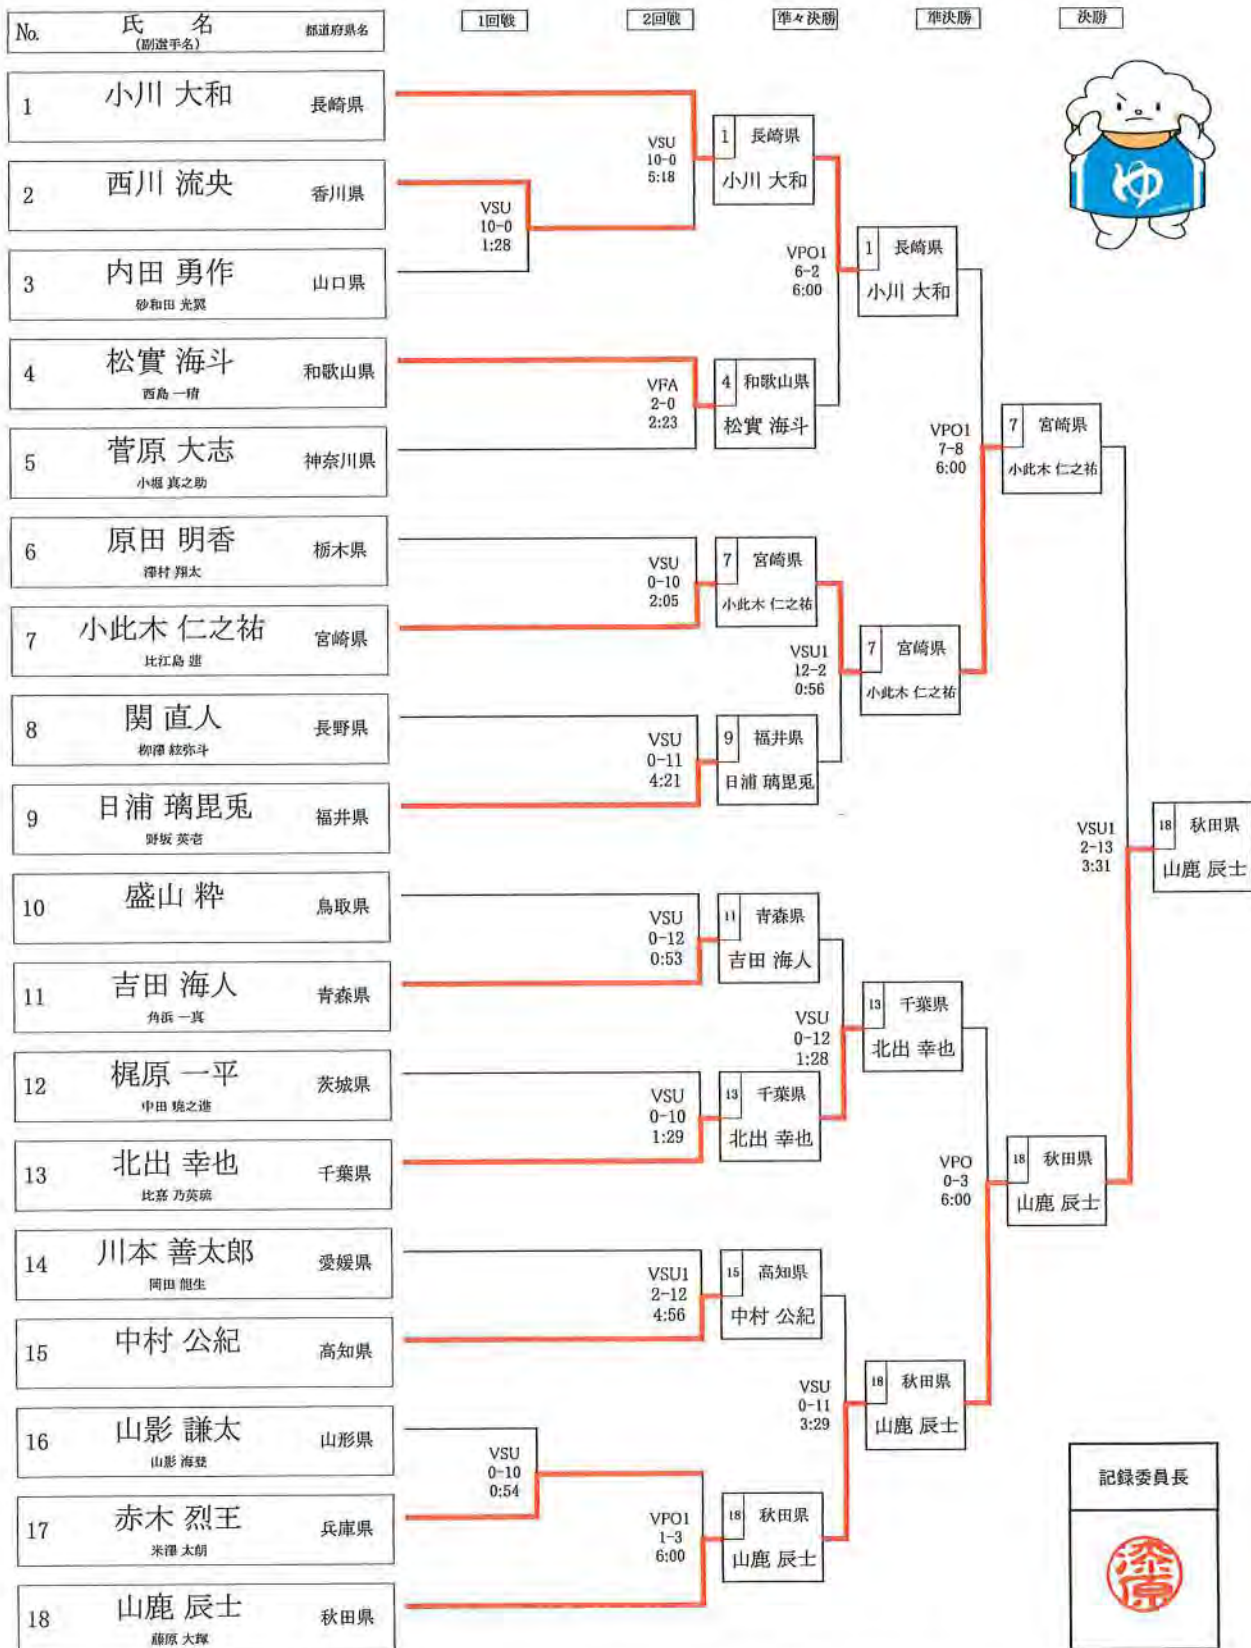 No. 氏 名 都道府県名 1回戦 2回戦 準々決勝 準決勝 決勝
(副選手名)
1 小川 大和 長崎県
2 西川 流央 香川県
3 内田 勇作 山口県
砂和田 光翼
4 松實 海斗 和歌山県
西島 一晴
5 菅原 大志 神奈川県
小堀 真之助
6 原田 明香 栃木県
澤村 翔太
7 小此木 仁之祐 宮崎県
比江島 蓮
8 関 直人 長野県
柳澤 絃弥斗
9 日浦 璃毘兎 福井県
野坂 英壱
10 盛山 粋 鳥取県
11 吉田 海人 青森県
角浜 一真
12 梶原 一平 茨城県
中田 暁之進
13 北出 幸也 千葉県
比嘉 乃英琉
14 川本 善太郎 愛媛県
岡田 龍生
15 中村 公紀 高知県
16 山影 謙太 山形県
山影 海登
17 赤木 烈王 兵庫県
米澤 太朗
18 山鹿 辰士 秋田県
藤原 大輝
VSU
10-0
1:28
VSU
0-10
0:54
VSU
10-0
5:18
VFA
2-0
2:23
VSU
0-10
2:05
VSU
0-11
4:21
VSU
0-12
0:53
VSU
0-10
1:29
VSU1
2-12
4:56
VPO1
1-3
6:00
1 長崎県
小川 大和
4 和歌山県
松實 海斗
7 宮崎県
小此木 仁之祐
9 福井県
日浦 璃毘兎
11 青森県
吉田 海人
13 千葉県
北出 幸也
15 高知県
中村 公紀
18 秋田県
山鹿 辰士
VPO1
6-2
6:00
VSU1
12-2
0:56
VSU
0-12
1:28
VSU
0-11
3:29
1 長崎県
小川 大和
7 宮崎県
小此木 仁之祐
13 千葉県
北出 幸也
18 秋田県
山鹿 辰士
VPO1
7-8
6:00
VPO
0-3
6:00
7 宮崎県
小此木 仁之祐
18 秋田県
山鹿 辰士
VSU1
2-13
3:31
18 秋田県
山鹿 辰士
ゆ
記録委員長
漆原